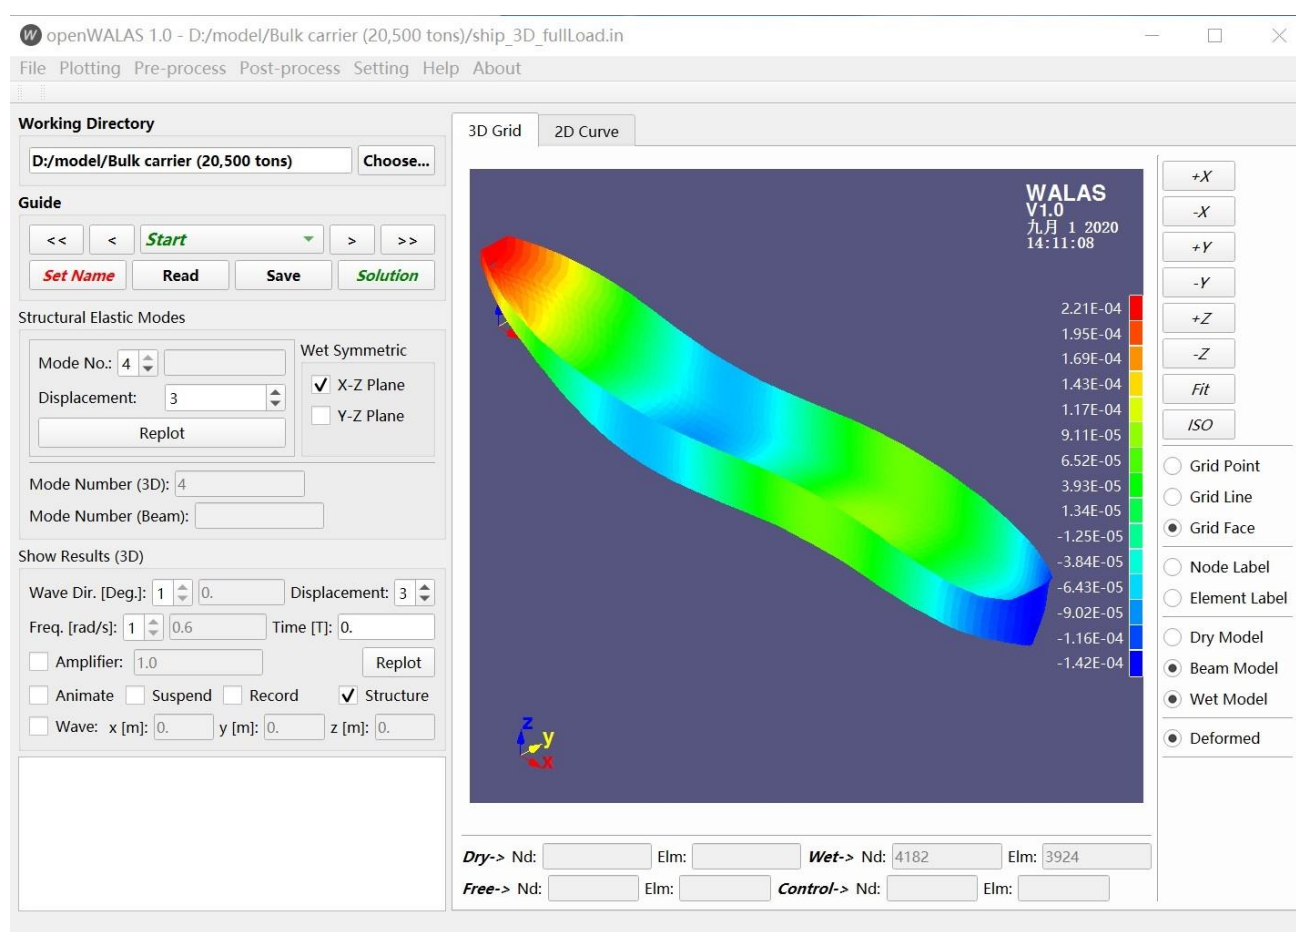 W openWALAS 1.0 - D:/model/Bulk carrier (20,500 tons)/ship_3D_fullLoad.in
File Plotting Pre-process Post-process Setting Help About
Working Directory
D:/model/Bulk carrier (20,500 tons) Choose...
Guide
<< < Start > >>
Set Name Read Save Solution
Structural Elastic Modes
Mode No.: 4
Displacement: 3
Replot
Wet Symmetric
X-Z Plane
Y-Z Plane
Mode Number (3D): 4
Mode Number (Beam):
Show Results (3D)
Wave Dir. [Deg.]: 1 0. Displacement: 3
Freq. [rad/s]: 1 0.6 Time [T]: 0.
Amplifier: 1.0 Replot
Animate Suspend Record Structure
Wave: x [m]: 0. y [m]: 0. z [m]: 0.
3D Grid 2D Curve
WALAS
V1.0
九月 1 2020
14:11:08
2.21E-04
1.95E-04
1.69E-04
1.43E-04
1.17E-04
9.11E-05
6.52E-05
3.93E-05
1.34E-05
-1.25E-05
-3.84E-05
-6.43E-05
-9.02E-05
-1.16E-04
-1.42E-04
z
y
x
+X
-X
+Y
-Y
+Z
-Z
Fit
ISO
Grid Point
Grid Line
Grid Face
Node Label
Element Label
Dry Model
Beam Model
Wet Model
Deformed
Dry-> Nd: Elm: Wet-> Nd: 4182 Elm: 3924
Free-> Nd: Elm: Control-> Nd: Elm: